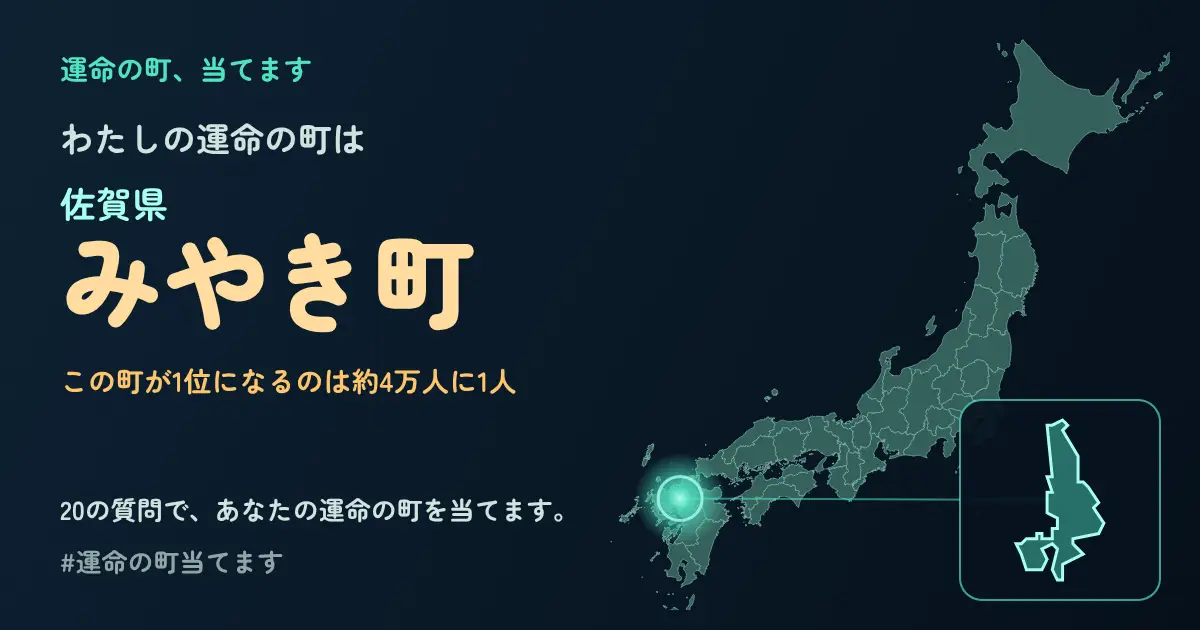 運命の町、当てます
わたしの運命の町は
佐賀県
みやき町
この町が1位になるのは約4万人に1人
20の質問で、あなたの運命の町を当てます。
#運命の町当てます